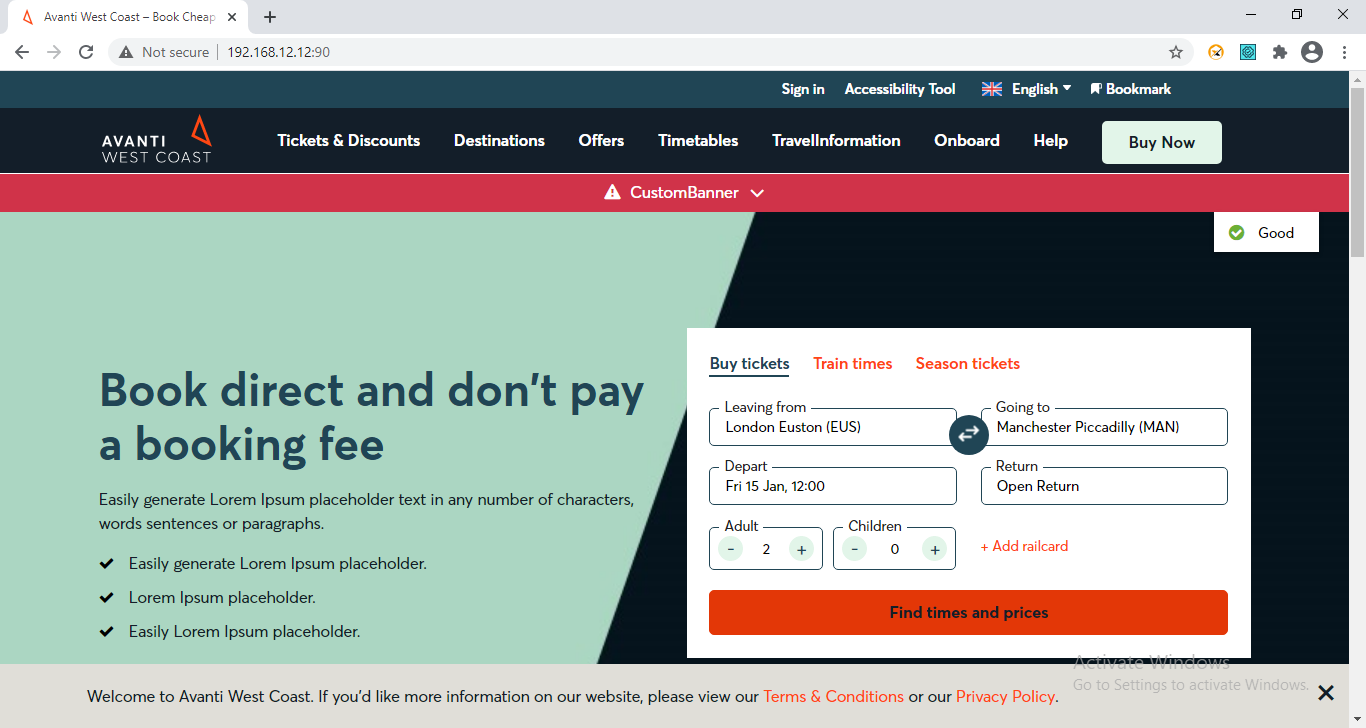 Avanti West Coast – Book Cheap
Not secure 192.168.12.12:90
Sign in Accessibility Tool English Bookmark
AVANTI
WEST COAST
Tickets & Discounts Destinations Offers Timetables TravelInformation Onboard Help Buy Now
CustomBanner
Good
Book direct and don't pay
a booking fee
Easily generate Lorem Ipsum placeholder text in any number of characters,
words sentences or paragraphs.
Easily generate Lorem Ipsum placeholder.
Lorem Ipsum placeholder.
Easily Lorem Ipsum placeholder.
Buy tickets Train times Season tickets
Leaving from Going to
London Euston (EUS) Manchester Piccadilly (MAN)
Depart Return
Fri 15 Jan, 12:00 Open Return
Adult Children
- 2 + - 0 + + Add railcard
Find times and prices
Activate Windows
Go to Settings to activate Windows.
Welcome to Avanti West Coast. If you'd like more information on our website, please view our Terms & Conditions or our Privacy Policy.